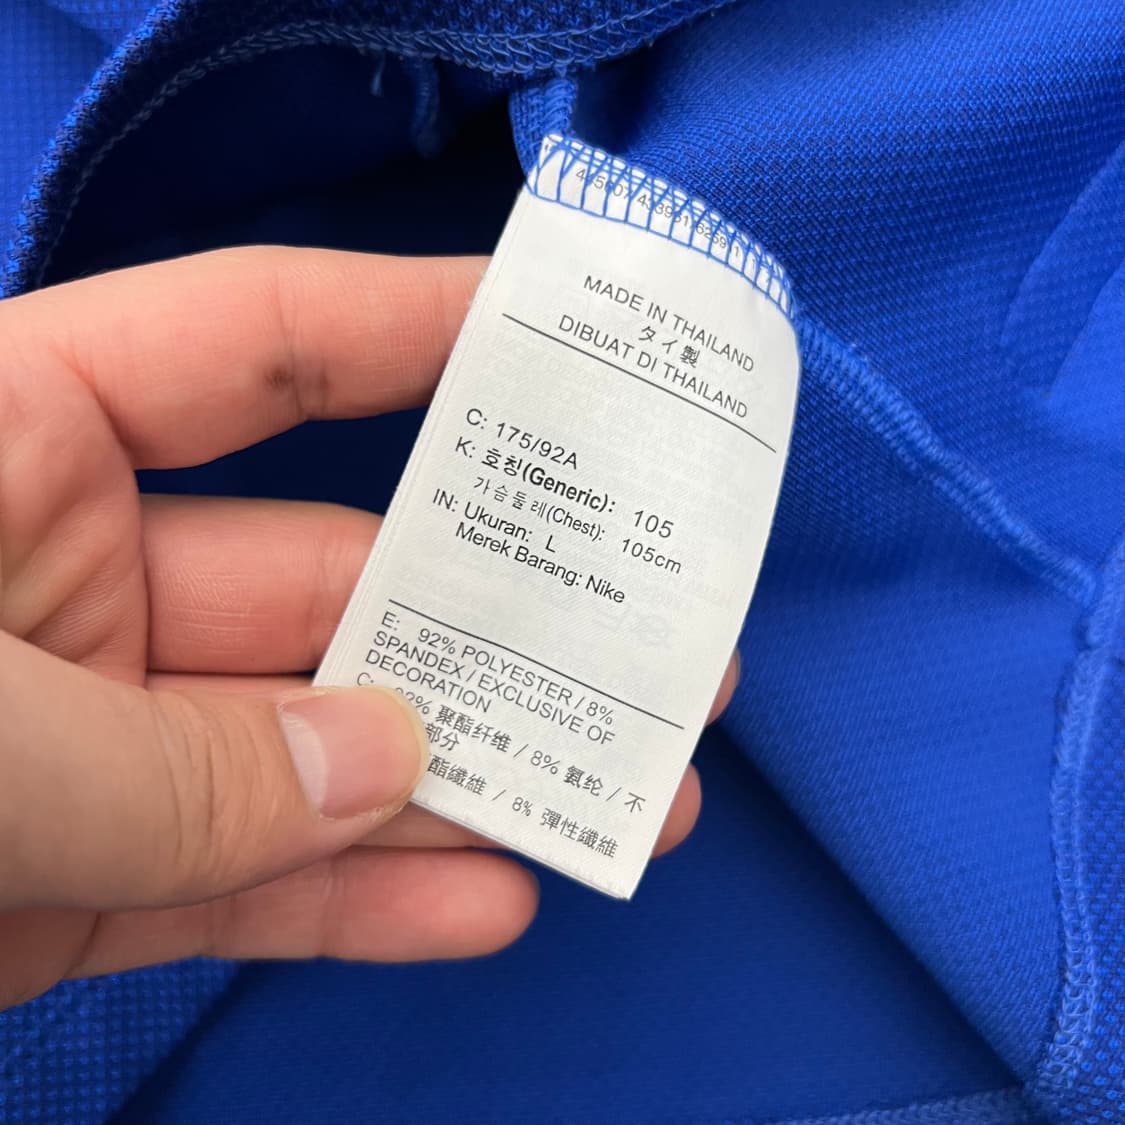 MADE IN THAILAND
タイ製
DIBUAT DI THAILAND
C: 175/92A
K: 호칭(Generic): 105
가슴둘레(Chest): 105cm
IN: Ukuran: L
Merek Barang: Nike
E: 92% POLYESTER / 8%
SPANDEX / EXCLUSIVE OF
DECORATION
C: 92% 聚酯纤维 / 8% 氨纶 / 不
部分
酯纖維 / 8% 彈性纖維